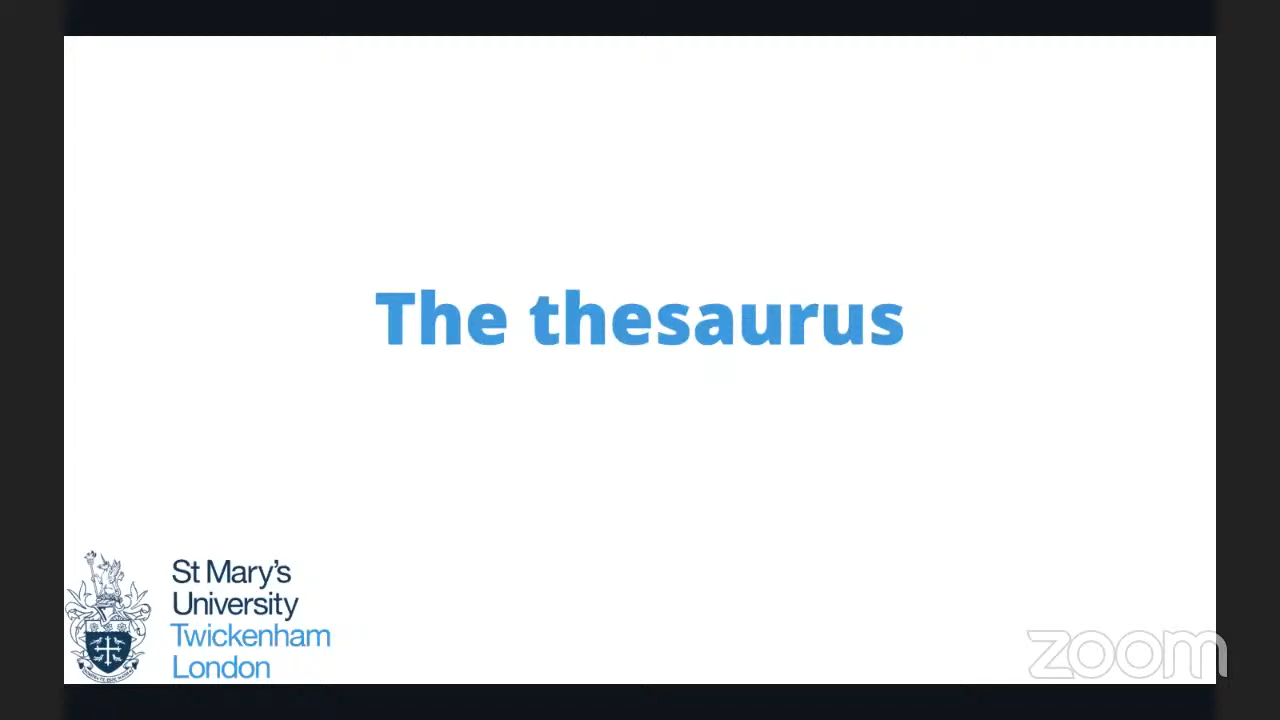 The thesaurus
St Mary's
University
Twickenham
London
zoom